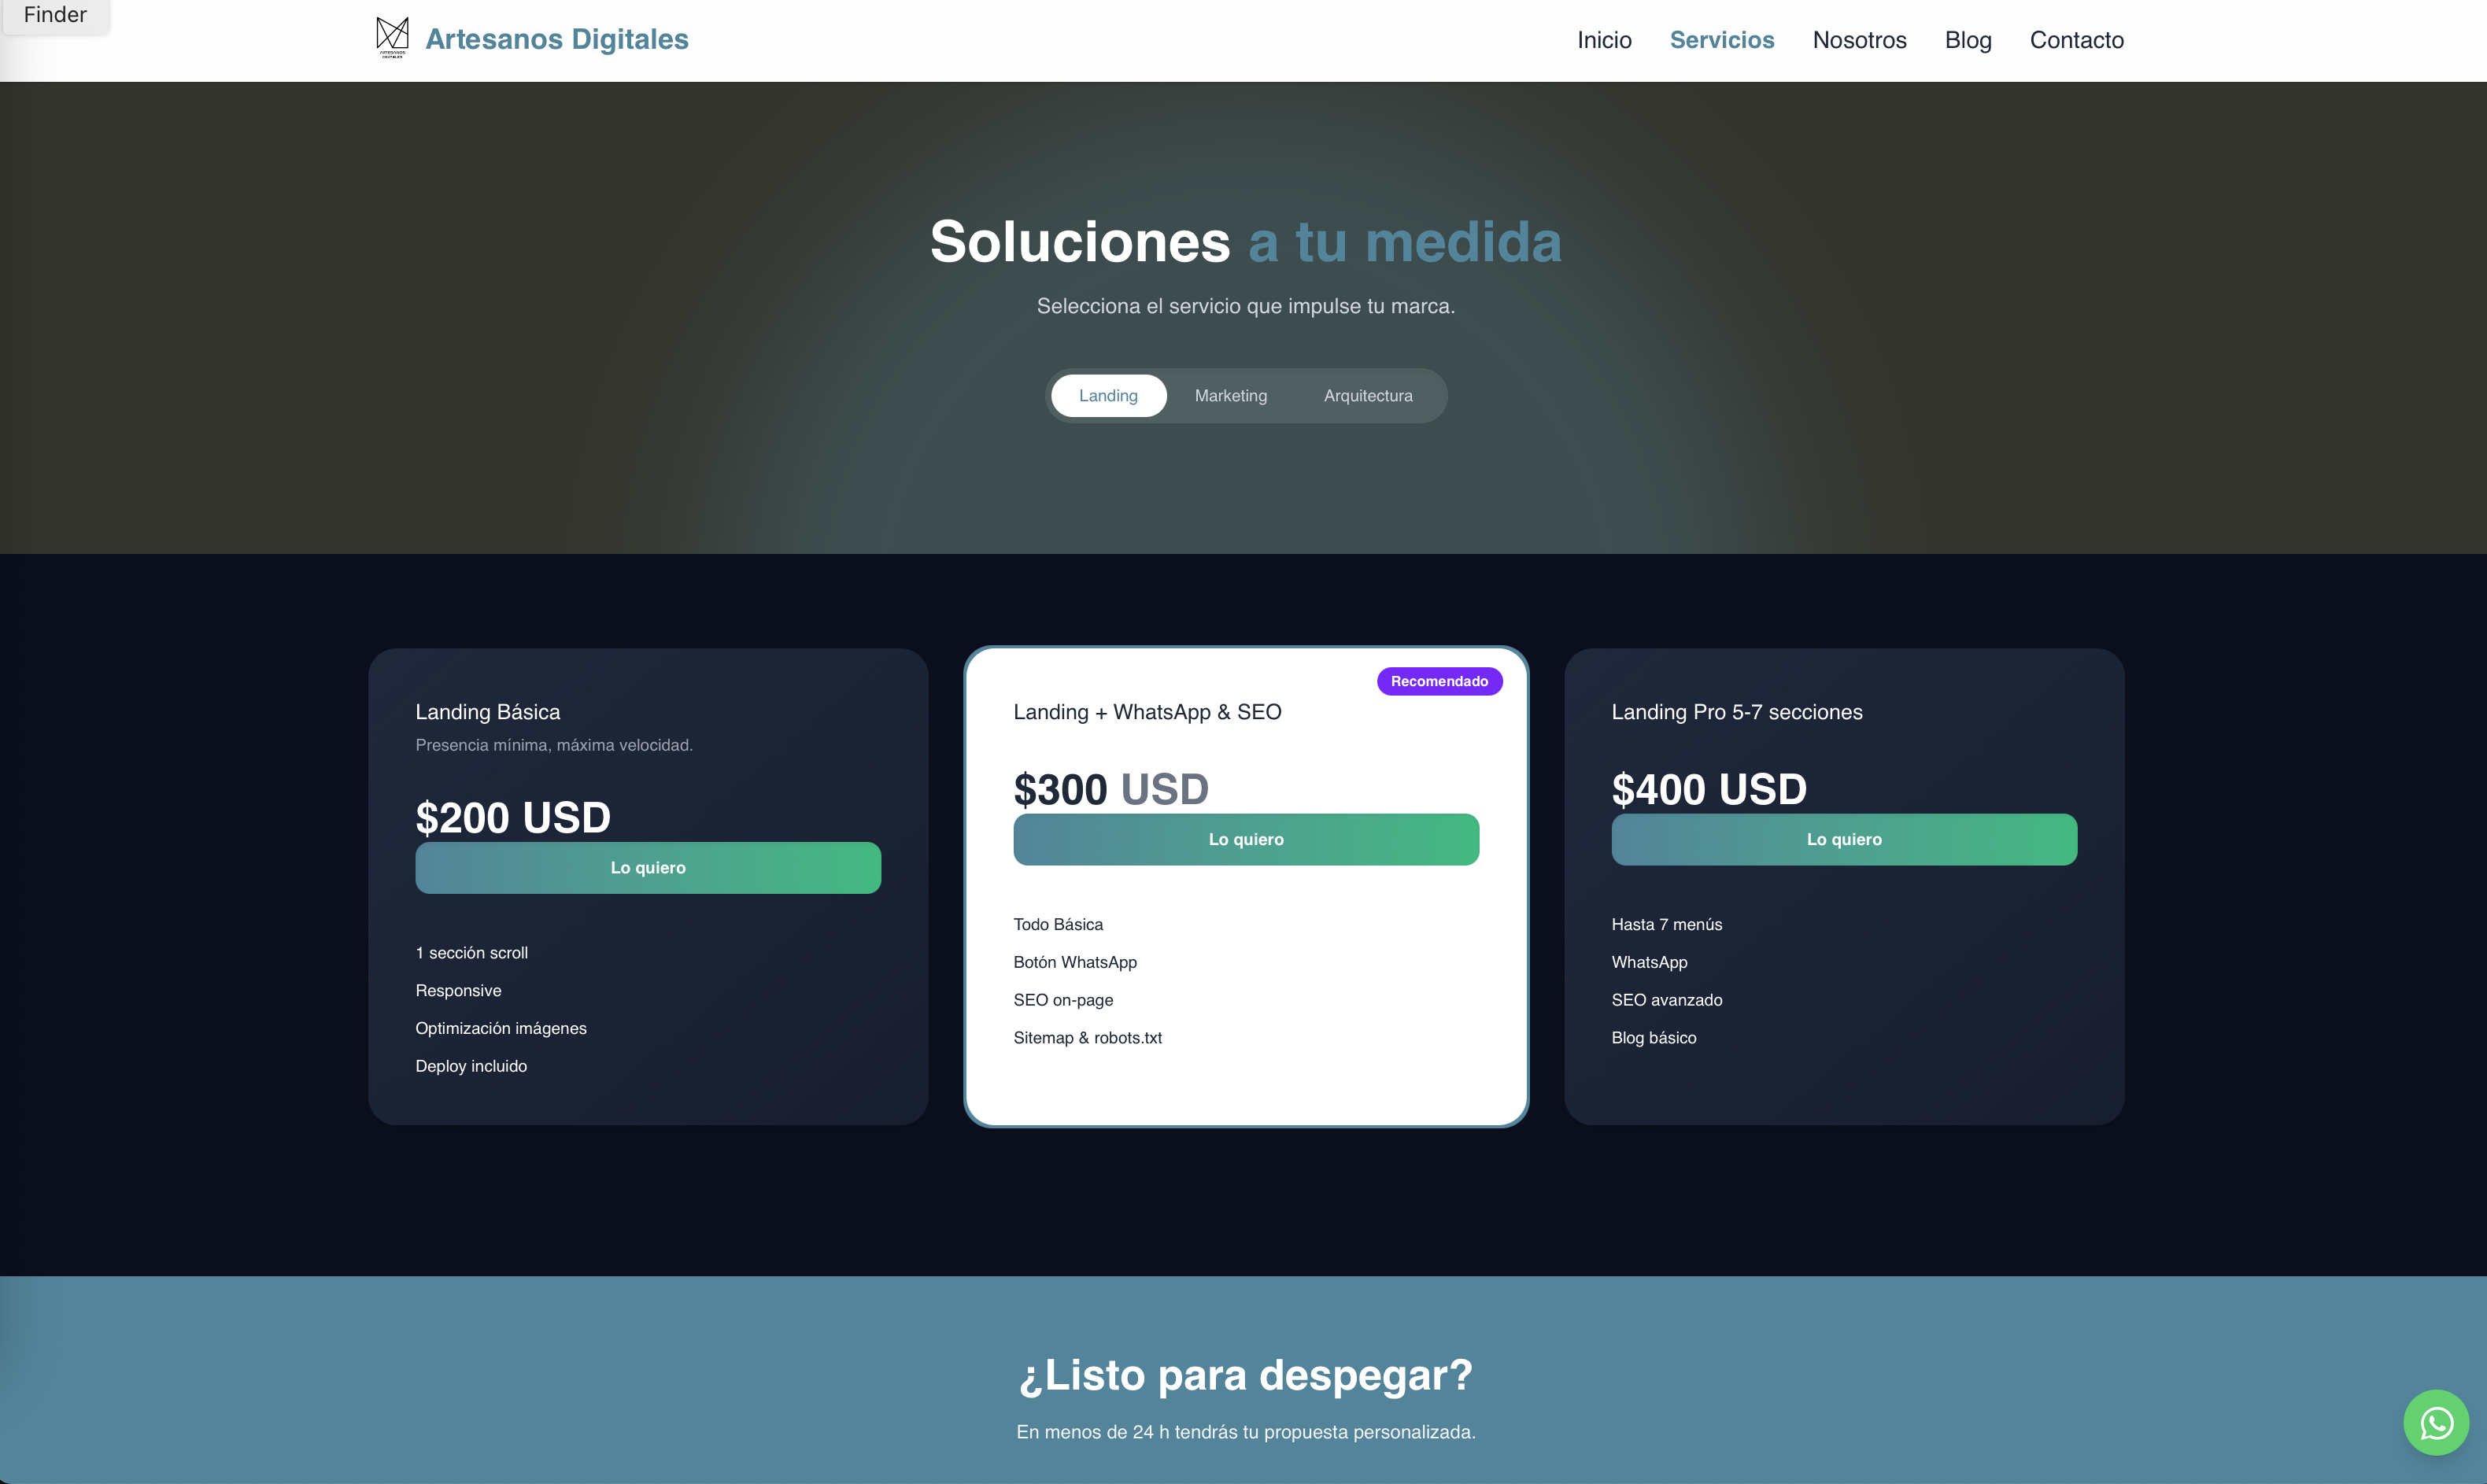 Finder
ARTESANOS
DIGITALES
Artesanos Digitales
Inicio
Servicios
Nosotros
Blog
Contacto
Soluciones a tu medida
Selecciona el servicio que impulse tu marca.
Landing
Marketing
Arquitectura
Landing Básica
Presencia mínima, máxima velocidad.
$200 USD
Lo quiero
1 sección scroll
Responsive
Optimización imágenes
Deploy incluido
Recomendado
Landing + WhatsApp & SEO
$300 USD
Lo quiero
Todo Básica
Botón WhatsApp
SEO on-page
Sitemap & robots.txt
Landing Pro 5-7 secciones
$400 USD
Lo quiero
Hasta 7 menús
WhatsApp
SEO avanzado
Blog básico
¿Listo para despegar?
En menos de 24 h tendrás tu propuesta personalizada.